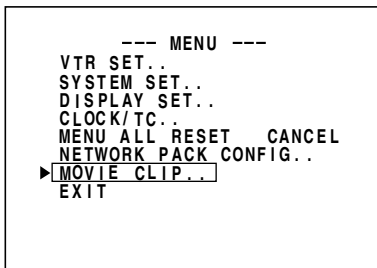 --- MENU ---
VTR SET..
SYSTEM SET..
DISPLAY SET..
CLOCK/TC..
MENU ALL RESET CANCEL
NETWORK PACK CONFIG..
▶MOVIE CLIP..
EXIT